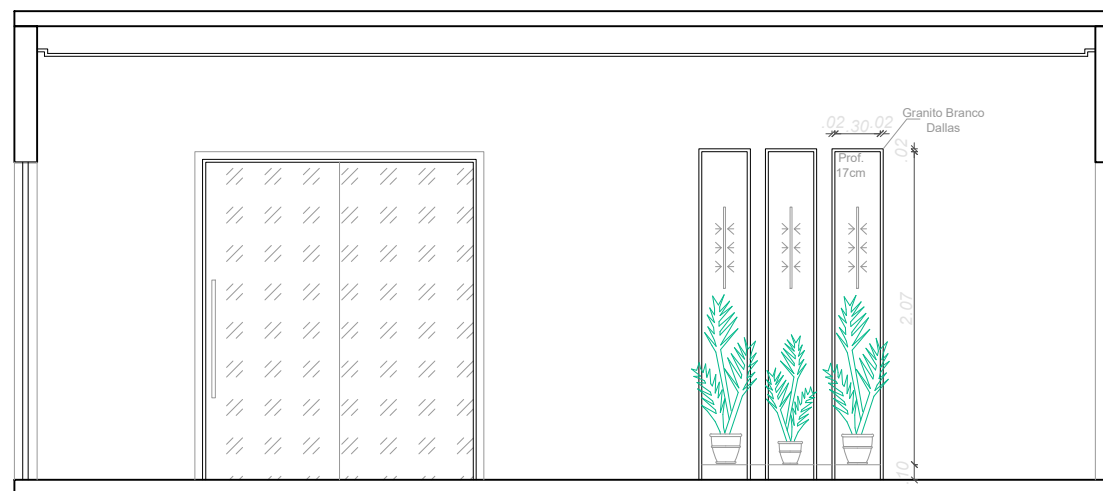 Granito Branco
Dallas
.02 .30 .02
.02
Prof.
17cm
2.07
.10